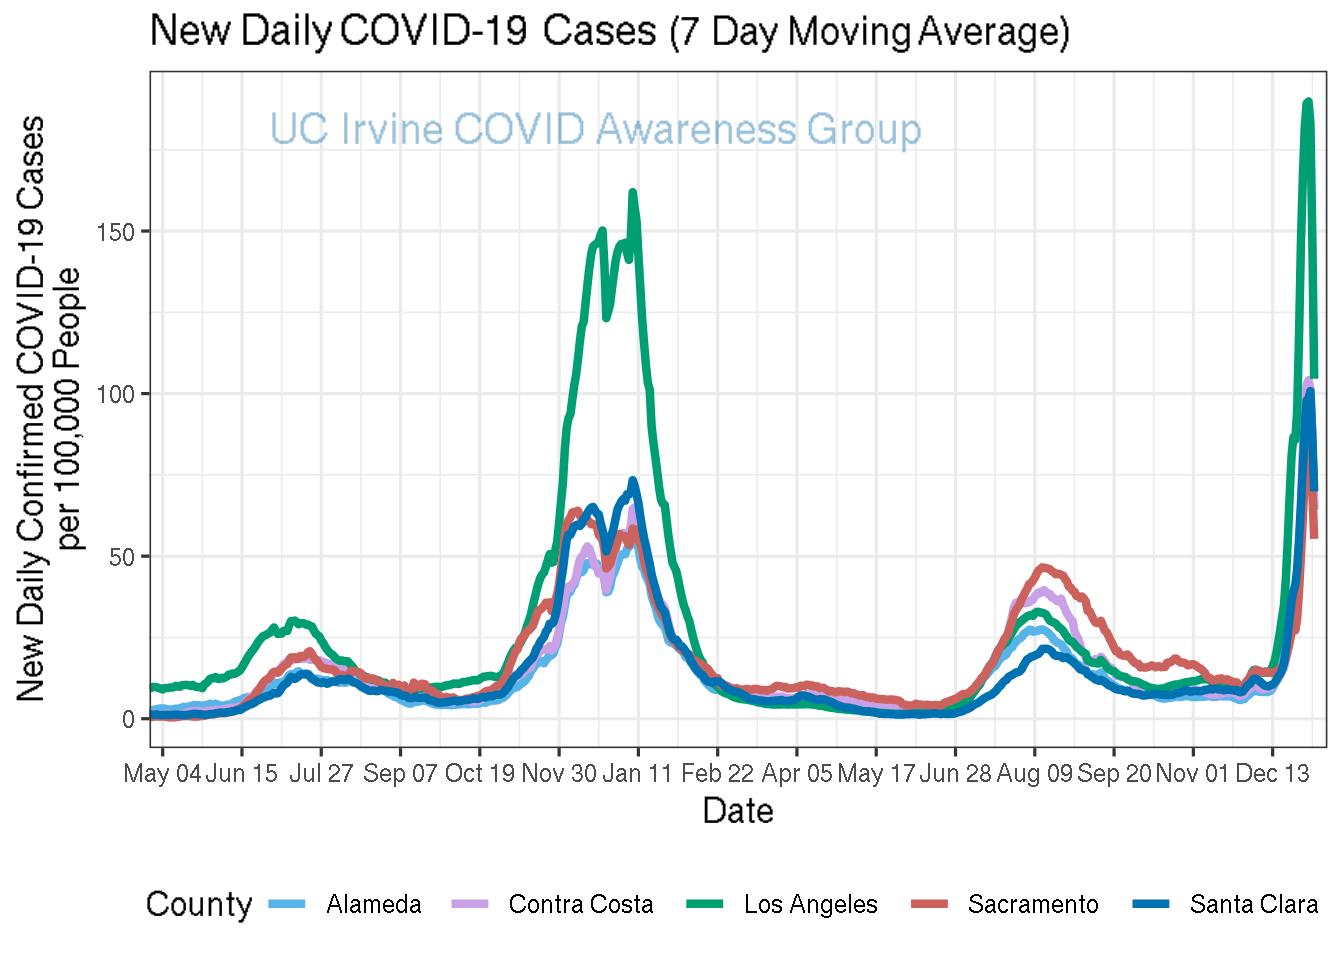 New Daily COVID-19 Cases (7 Day Moving Average)
UC Irvine COVID Awareness Group
New Daily Confirmed COVID-19 Cases
per 100,000 People
150
100
50
0
May 04 Jun 15 Jul 27 Sep 07 Oct 19 Nov 30 Jan 11 Feb 22 Apr 05 May 17 Jun 28 Aug 09 Sep 20 Nov 01 Dec 13
Date
County Alameda Contra Costa Los Angeles Sacramento Santa Clara